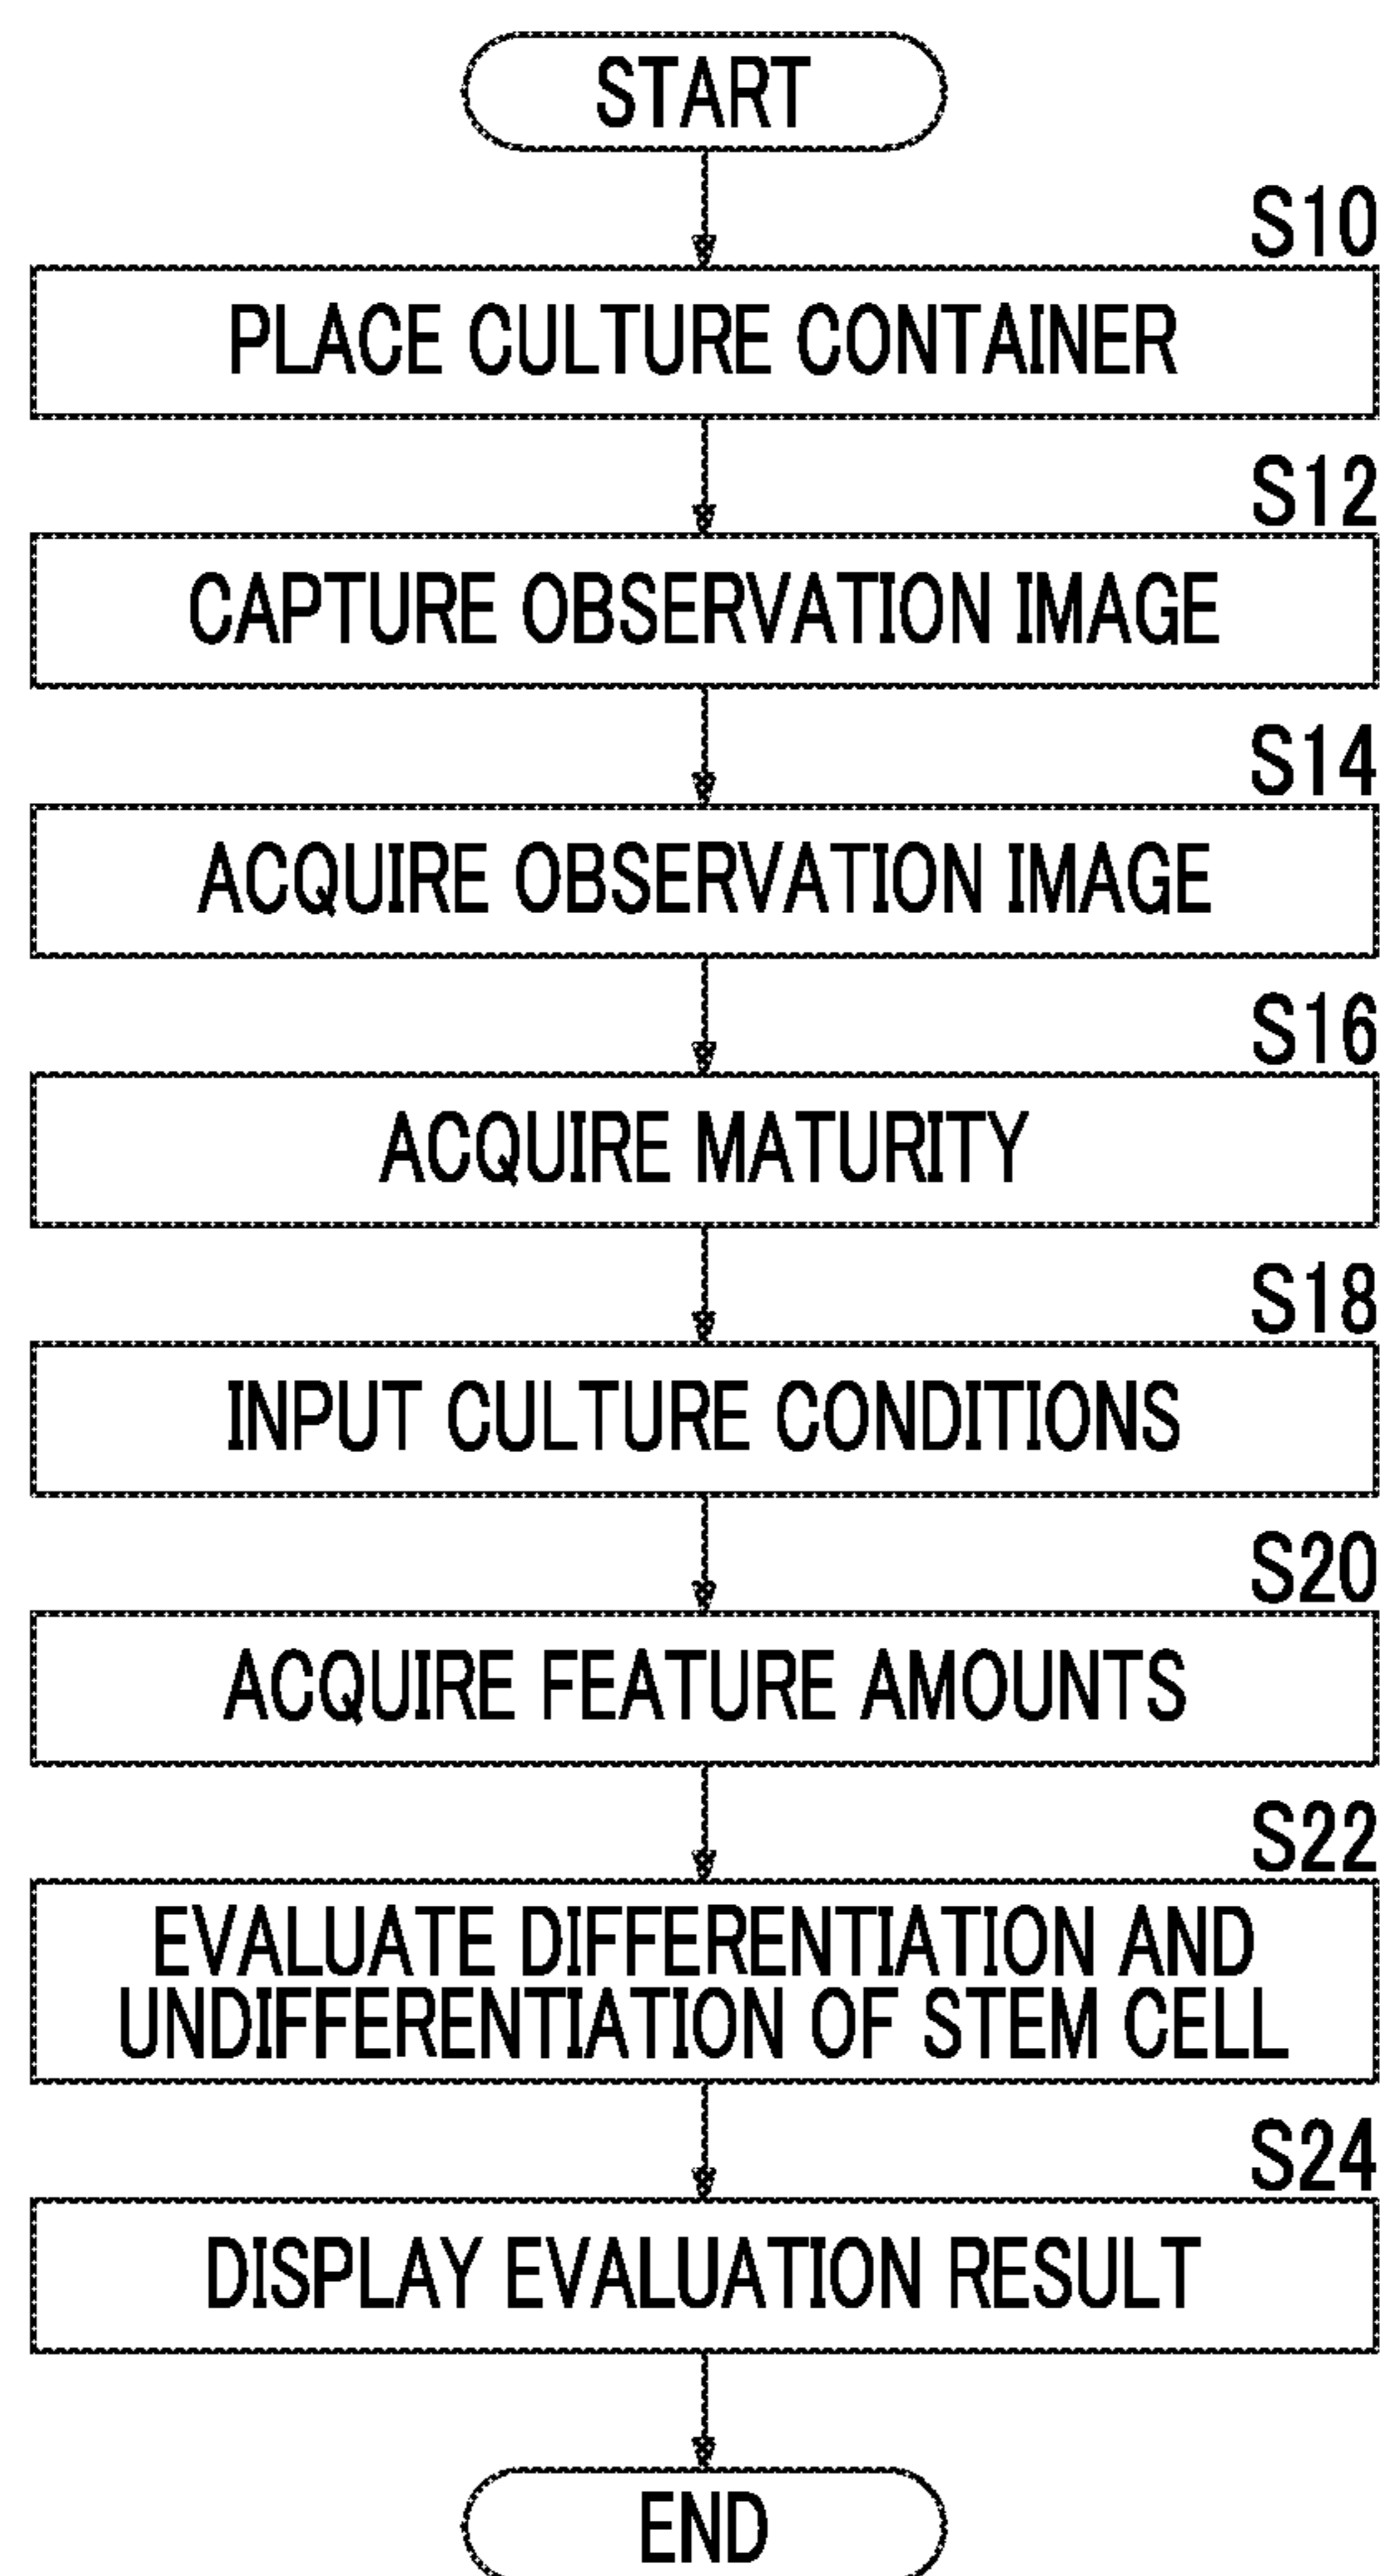 START
S10
PLACE CULTURE CONTAINER
S12
CAPTURE OBSERVATION IMAGE
S14
ACQUIRE OBSERVATION IMAGE
S16
ACQUIRE MATURITY
S18
INPUT CULTURE CONDITIONS
S20
ACQUIRE FEATURE AMOUNTS
S22
EVALUATE DIFFERENTIATION AND
UNDIFFERENTIATION OF STEM CELL
S24
DISPLAY EVALUATION RESULT
END